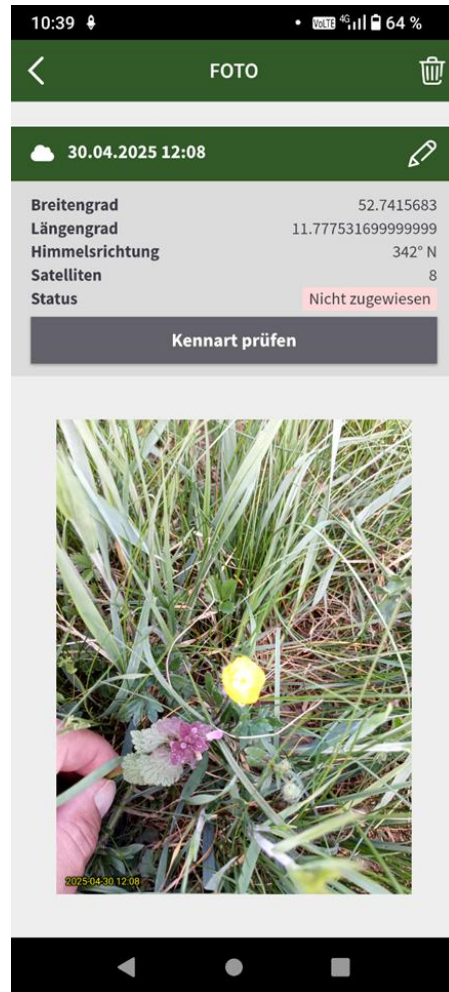 10:39 • VoLTE 4G 64 %
FOTO
30.04.2025 12:08
Breitengrad 52.7415683
Längengrad 11.777531699999999
Himmelsrichtung 342° N
Satelliten 8
Status Nicht zugewiesen
Kennart prüfen
2025-04-30 12:08